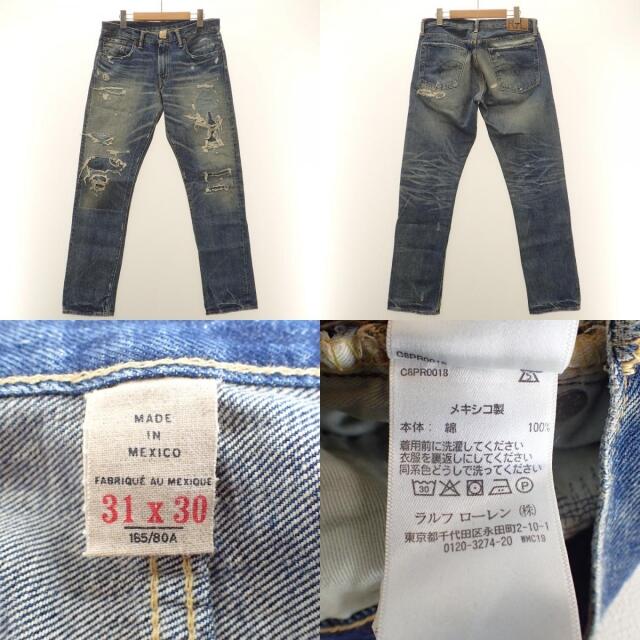 MADE
IN
MEXICO
FABRIQUÉ AU MEXIQUE
31 x 30
165/80A
C8PR0018
C8PR0018
メキシコ製
本体: 綿 100%
着用前に洗濯してください
衣服を裏返しにしてください
同系色どうしで洗ってください
30
ラルフ ローレン (株)
東京都千代田区永田町2-10-1
0120-3274-20 WMC19